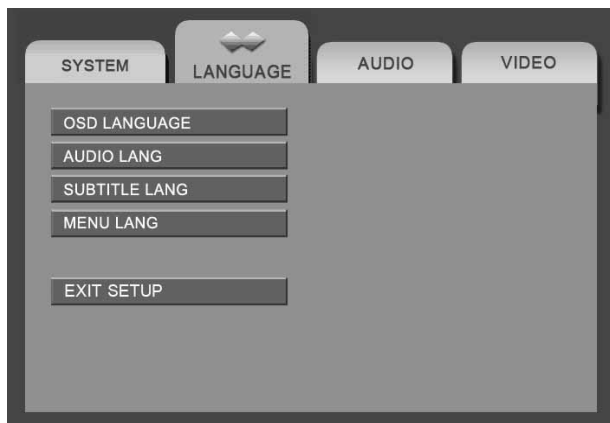 SYSTEM
LANGUAGE
AUDIO
VIDEO
OSD LANGUAGE
AUDIO LANG
SUBTITLE LANG
MENU LANG
EXIT SETUP